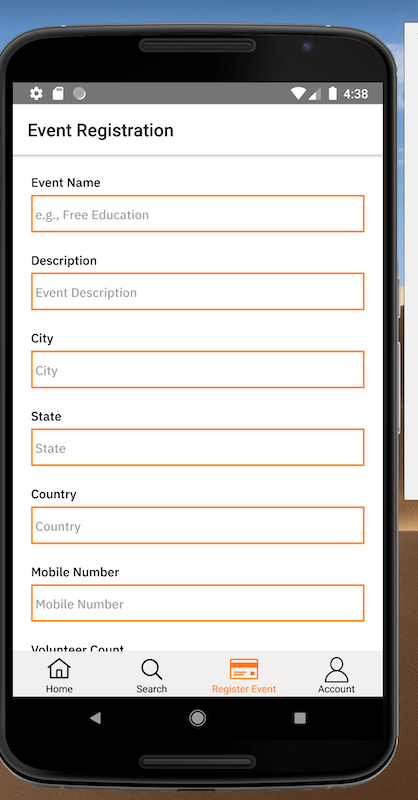 4:38
Event Registration
Event Name
e.g., Free Education
Description
Event Description
City
City
State
State
Country
Country
Mobile Number
Mobile Number
Volunteer Count
Home Search Register Event Account